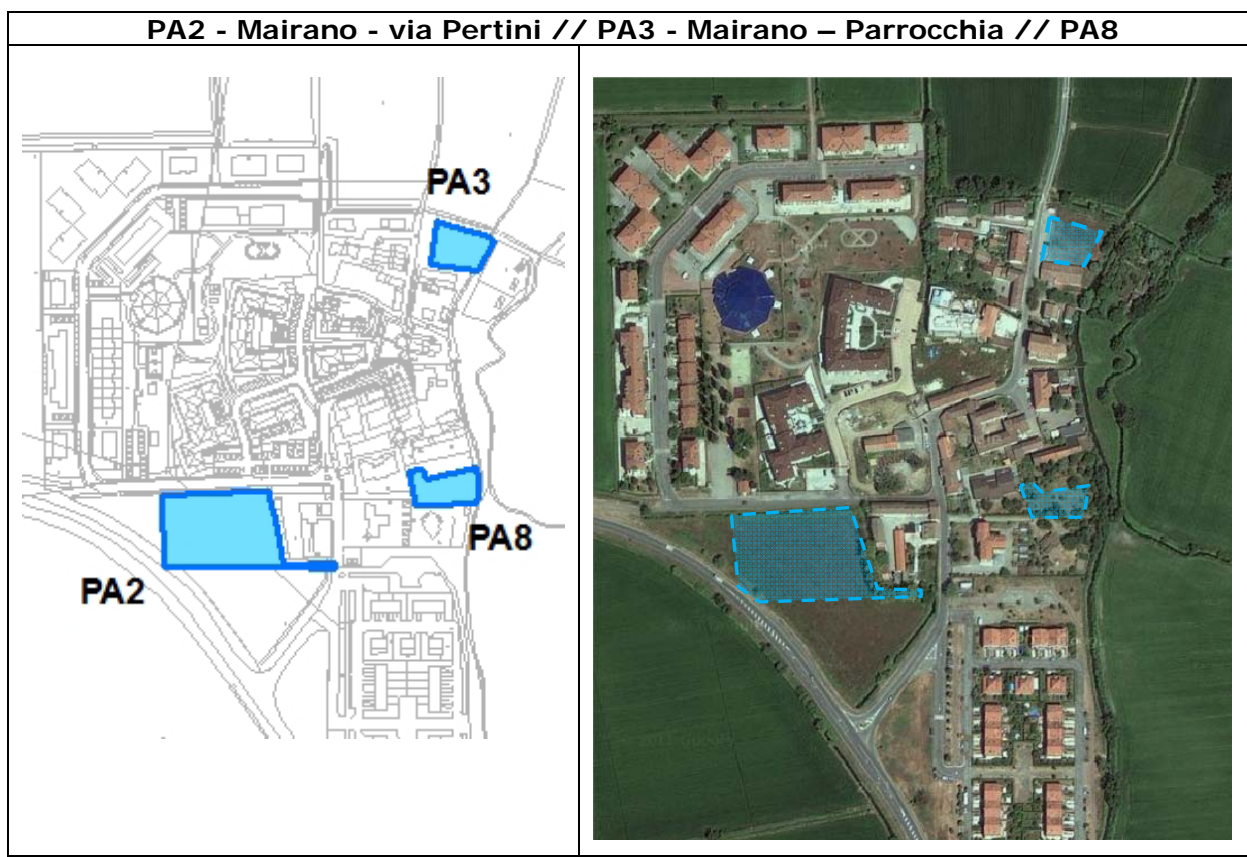 PA2 - Mairano - via Pertini // PA3 - Mairano – Parrocchia // PA8
PA3
PA8
PA2